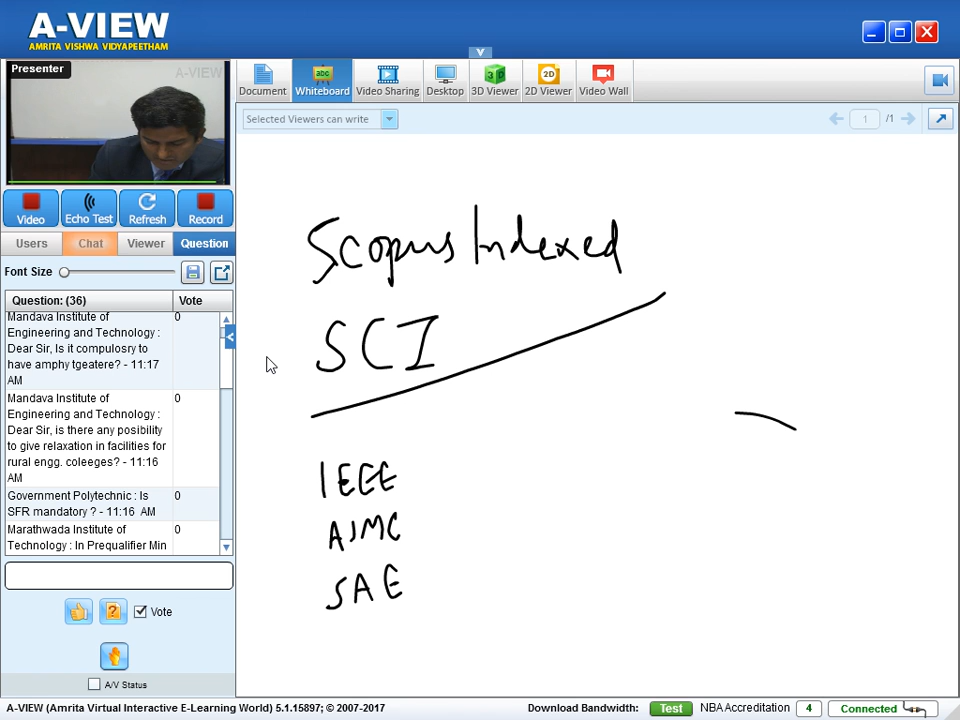 A-VIEW
AMRITA VISHWA VIDYAPEETHAM
Presenter
A-VIEW
Document
Whiteboard
Video Sharing
Desktop
3D Viewer
2D Viewer
Video Wall
abc
3D
2D
Selected Viewers can write
1 /1
Video
Echo Test
Refresh
Record
Users
Chat
Viewer
Question
Font Size
Question: (36)
Vote
Mandava Institute of
Engineering and Technology :
Dear Sir, Is it compulosry to
have amphy tgeatere? - 11:17
AM
0
Mandava Institute of
Engineering and Technology :
Dear Sir, is there any posibility
to give relaxation in facilities for
rural engg. coleeges? - 11:16
AM
0
Government Polytechnic : Is
SFR mandatory ? - 11:16 AM
0
Marathwada Institute of
Technology : In Prequalifier Min
0
Vote
A/V Status
Scopus Indexed
SCI
IEEE
SAE
A-VIEW (Amrita Virtual Interactive E-Learning World) 5.1.15897; © 2007-2017
Download Bandwidth:
Test
NBA Accreditation
4
Connected